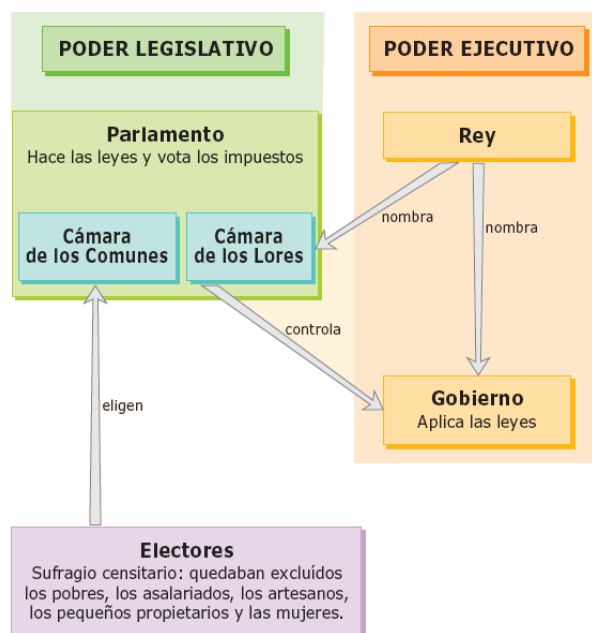 PODER LEGISLATIVO
PODER EJECUTIVO
Parlamento
Hace las leyes y vota los impuestos
Rey
nombra
nombra
Cámara
de los Comunes
Cámara
de los Lores
controla
eligen
Gobierno
Aplica las leyes
Electores
Sufragio censitario: quedaban excluídos
los pobres, los asalariados, los artesanos,
los pequeños propietarios y las mujeres.